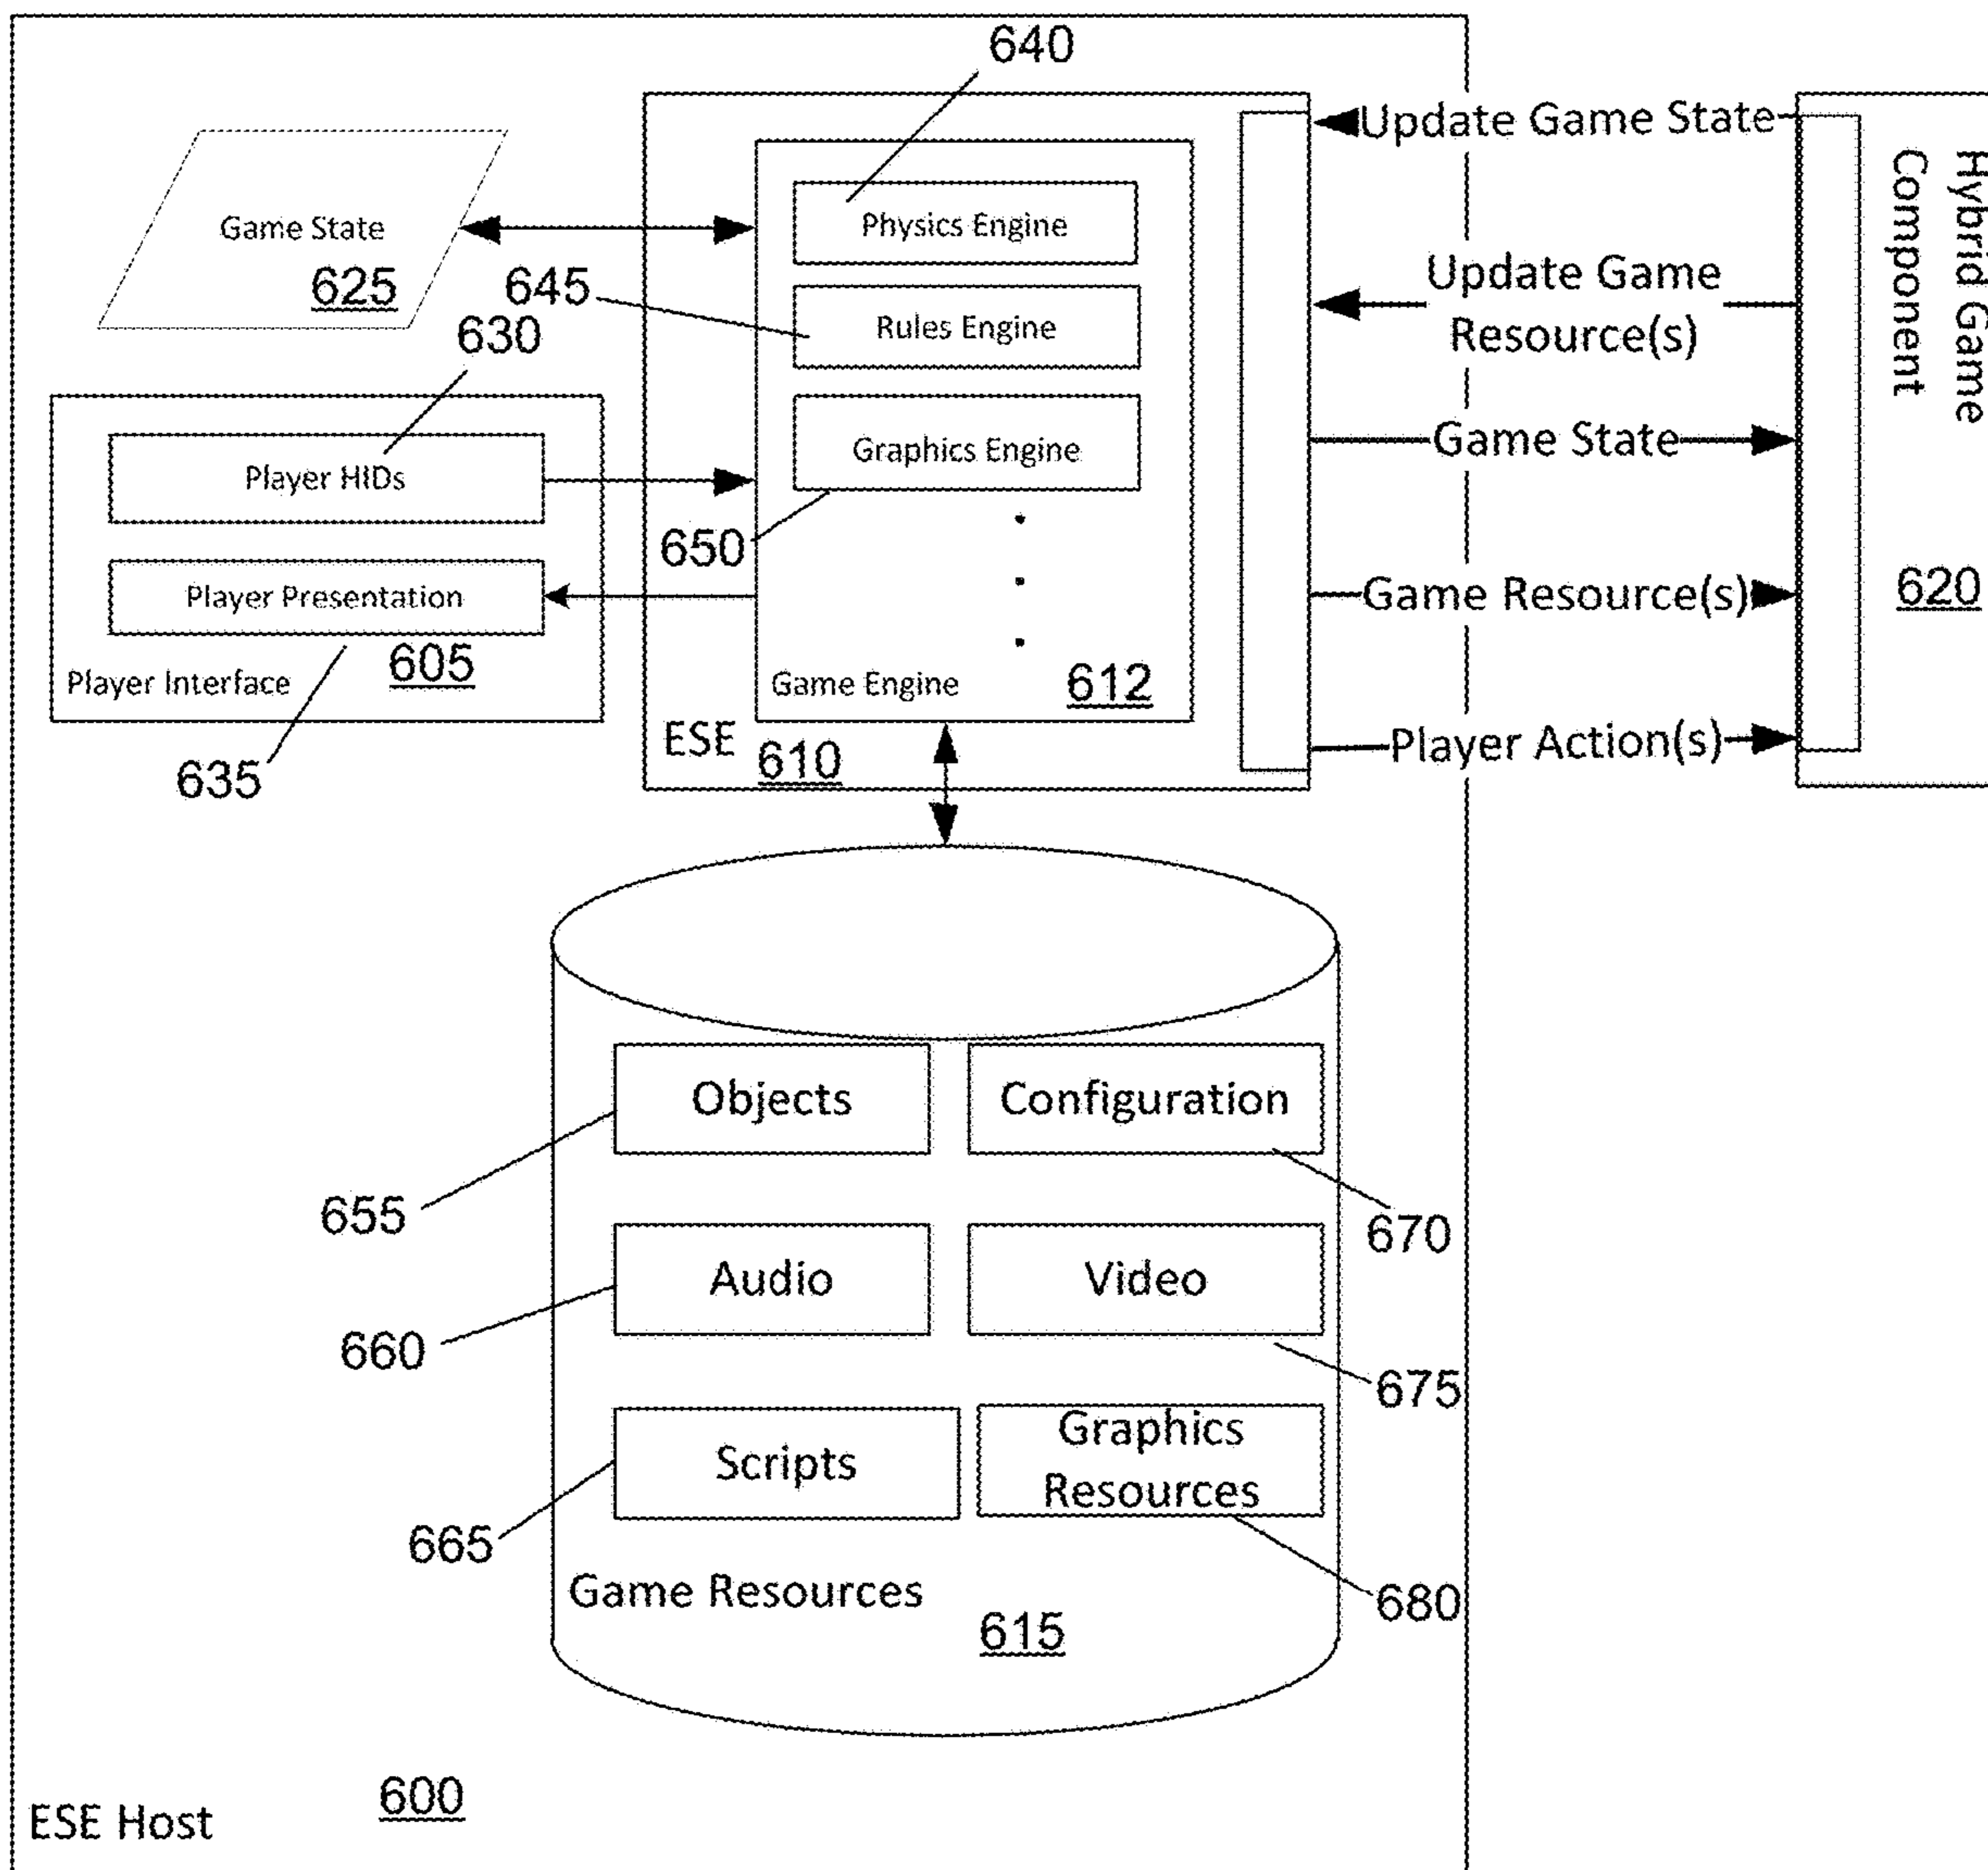 640
Update Game State
Hybrid Game
Component
Game State
625
Physics Engine
645
Rules Engine
Update Game
Resource(s)
630
Game State
Player HIDs
Graphics Engine
650
Player Presentation
605
Player Interface
635
Game Resource(s)
620
Game Engine
612
ESE
610
Player Action(s)
Objects
Configuration
655
670
Audio
Video
660
675
Scripts
Graphics
Resources
665
680
Game Resources
615
ESE Host
600